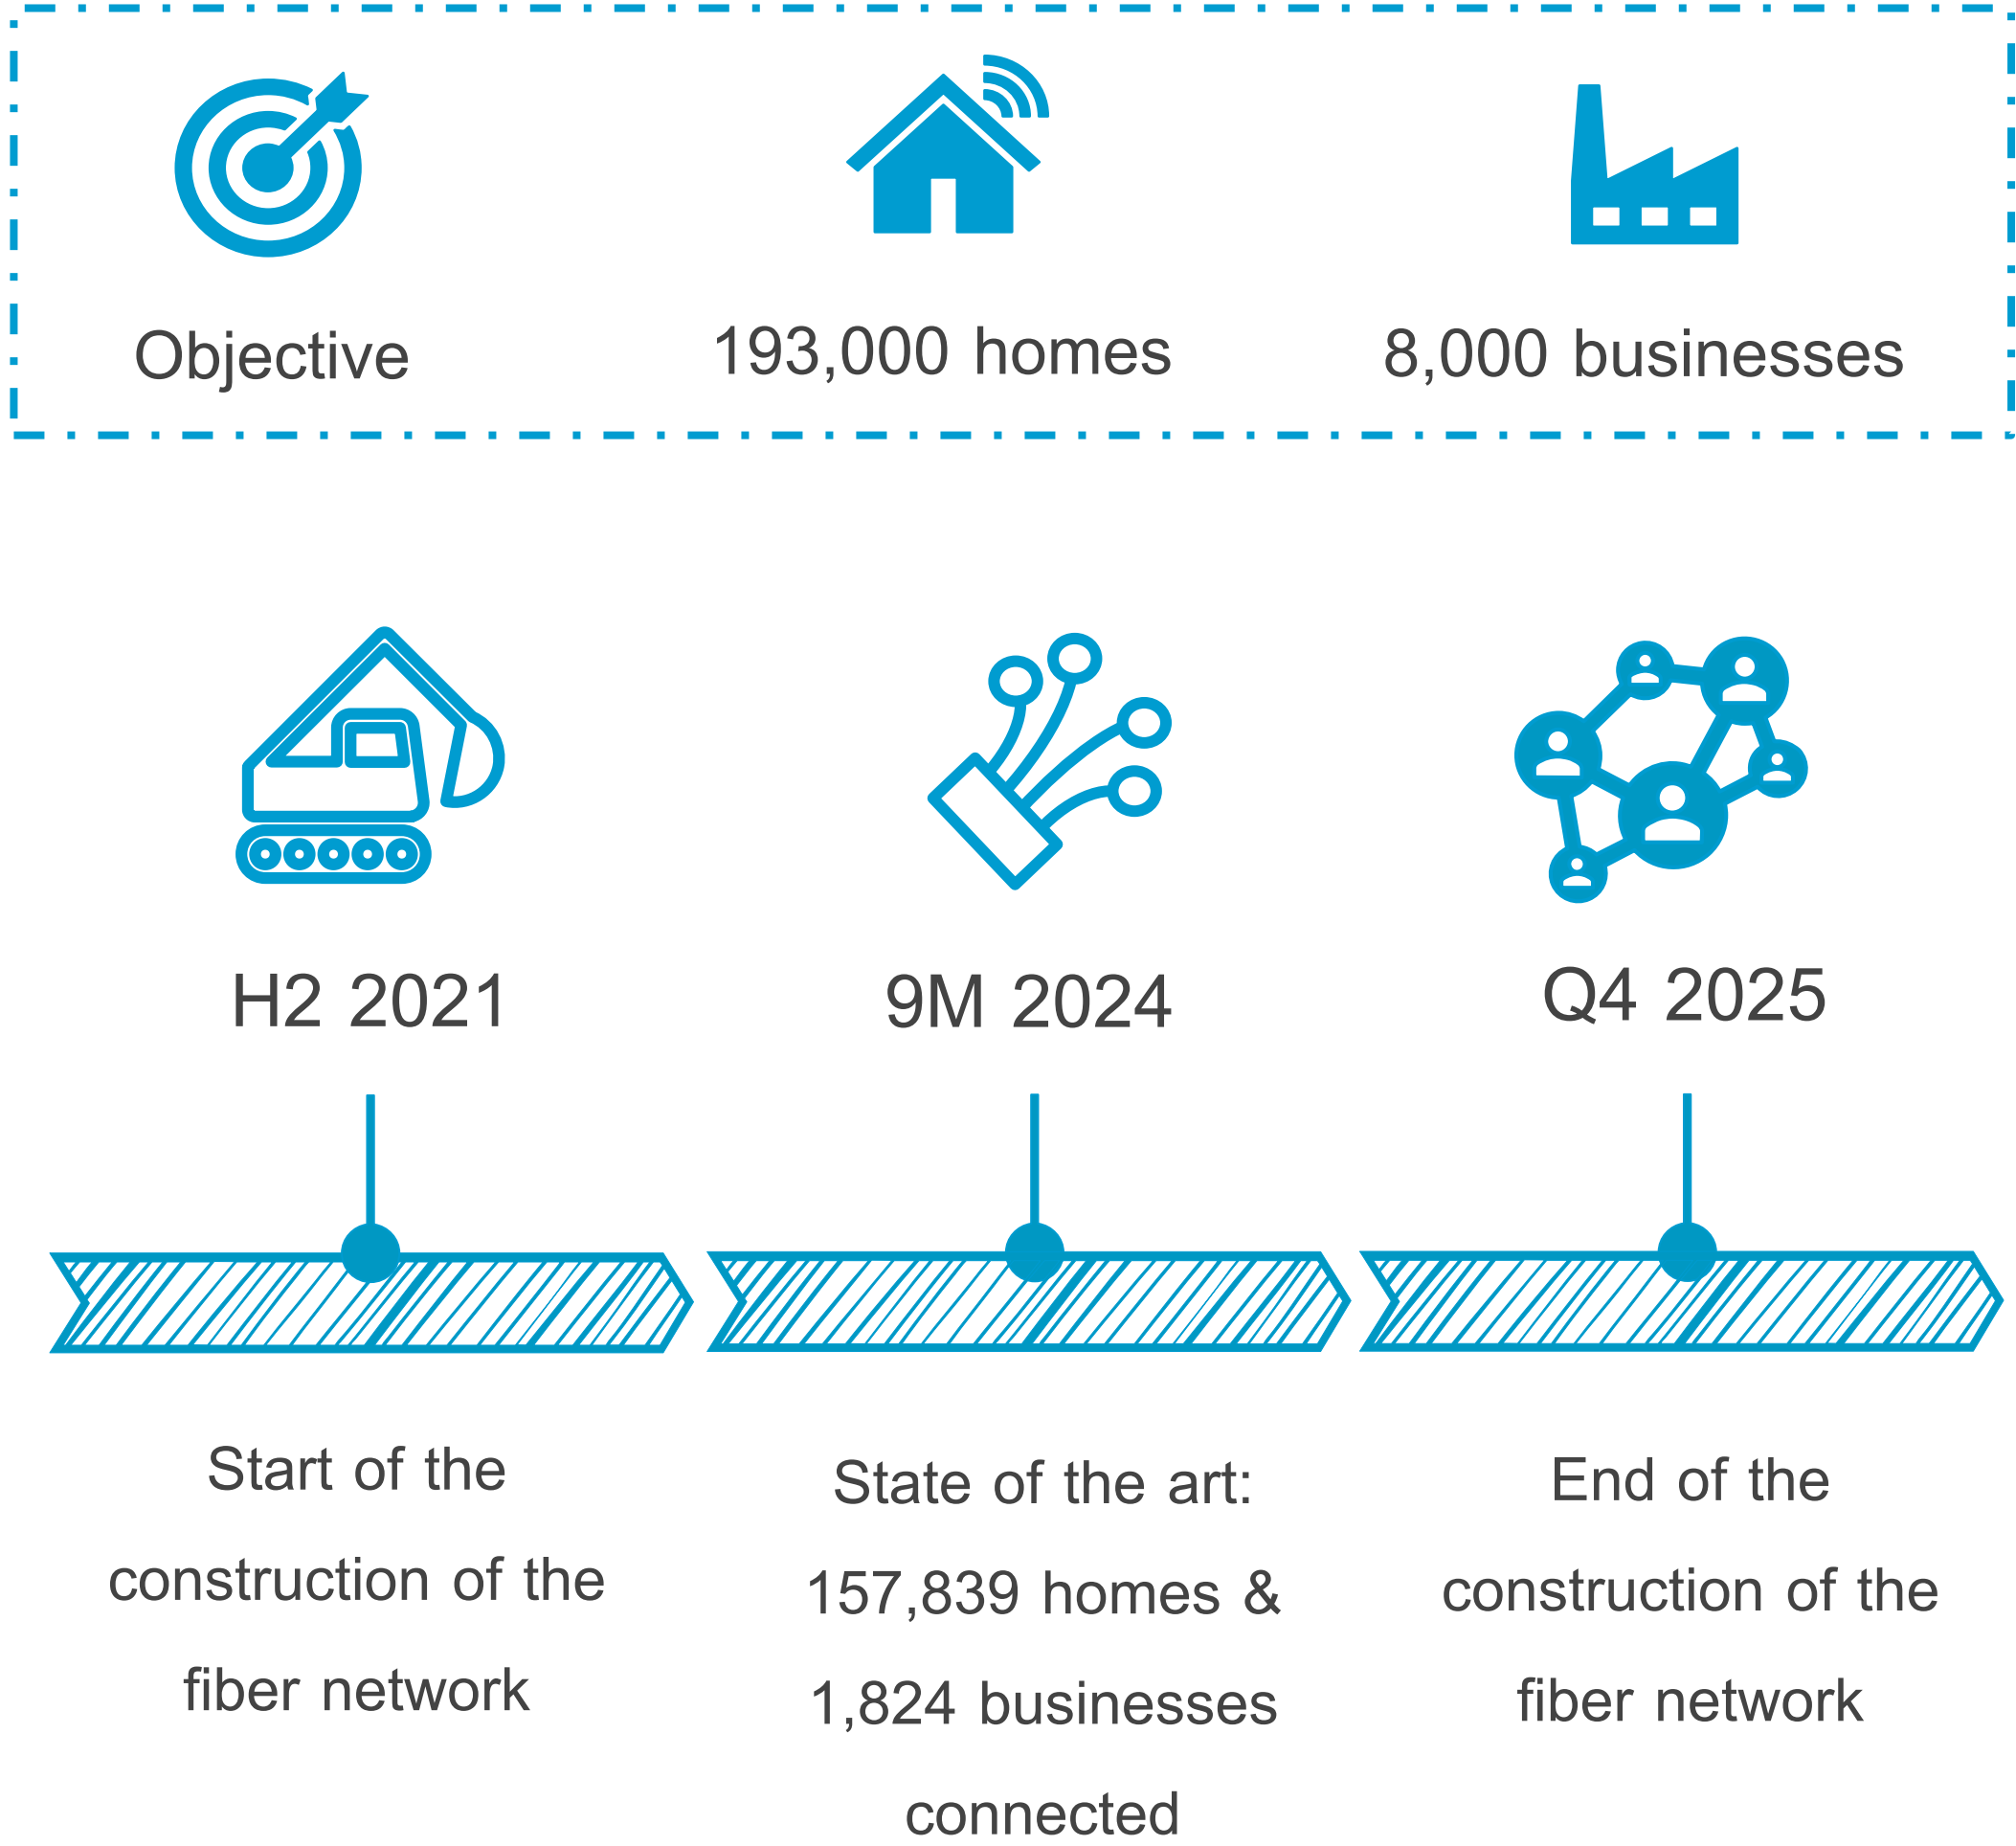 Objective
193,000 homes
8,000 businesses
H2 2021
9M 2024
Q4 2025
Start of the
construction of the
fiber network
State of the art:
157,839 homes &
1,824 businesses
connected
End of the
construction of the
fiber network